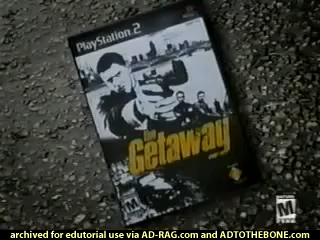 PlayStation 2
the
Getaway
M
M
archived for edutorial use via AD-RAG.com and ADTOTHEBONE.com